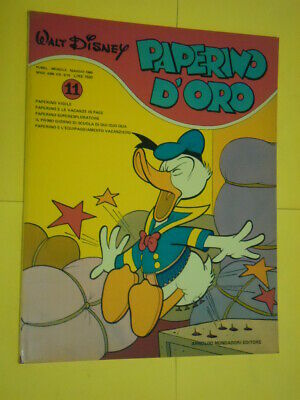 WALT DISNEY
PAPERINO
D'ORO
11
PAPERINO VIGILE
PAPERINO E LE VACANZE IN PACE
PAPERINO SUPERESPLORATORE
IL PRIMO GIORNO DI SCUOLA DI QUI QUO QUA
PAPERINO E L'EQUIPAGGIAMENTO VACANZIERO
ARNOLDO MONDADORI EDITORE